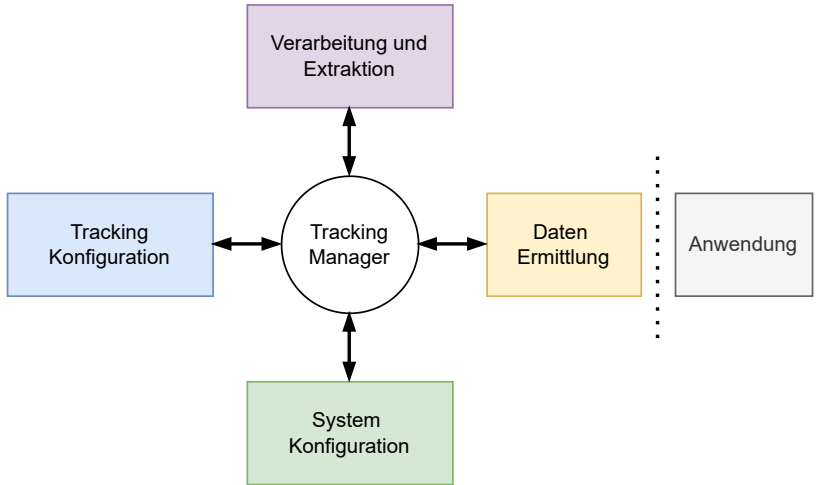 Verarbeitung und
Extraktion
Tracking
Konfiguration
Tracking
Manager
Daten
Ermittlung
Anwendung
System
Konfiguration